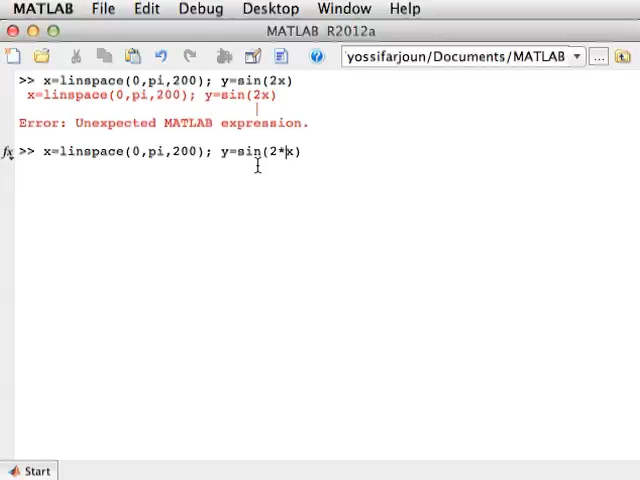 MATLAB File Edit Debug Desktop Window Help
MATLAB R2012a
yossifarjoun/Documents/MATLAB ...
>> x=linspace(0,pi,200); y=sin(2x)
x=linspace(0,pi,200); y=sin(2x)
|
Error: Unexpected MATLAB expression.
fx >> x=linspace(0,pi,200); y=sin(2*x)
Start